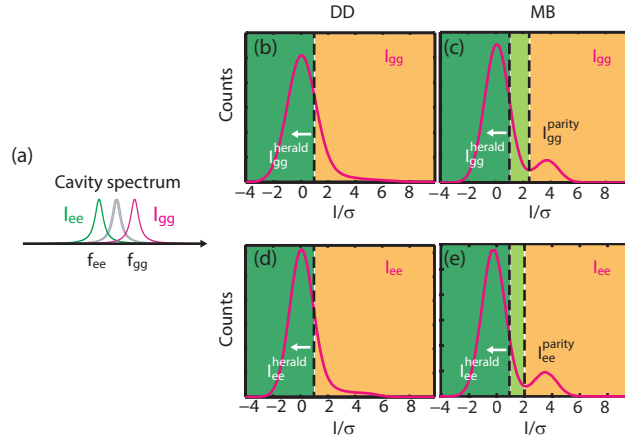 DD
MB
(a)
Cavity spectrum
I_ee
I_gg
f_ee
f_gg
(b)
I_gg
I_gg^herald
Counts
−4 −2 0 2 4 6 8
I/σ
(c)
I_gg
I_gg^herald
I_gg^parity
−4 −2 0 2 4 6 8
I/σ
(d)
I_ee
I_ee^herald
Counts
−4 −2 0 2 4 6 8
I/σ
(e)
I_ee
I_ee^herald
I_ee^parity
−4 −2 0 2 4 6 8
I/σ